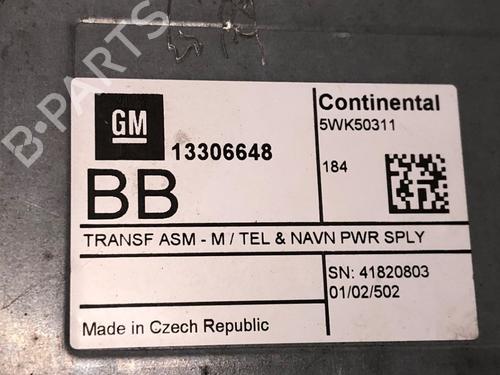 B-PARTS
GM
13306648
BB
Continental
5WK50311
184
TRANSF ASM - M / TEL & NAVN PWR SPLY
SN: 41820803
01/02/502
Made in Czech Republic